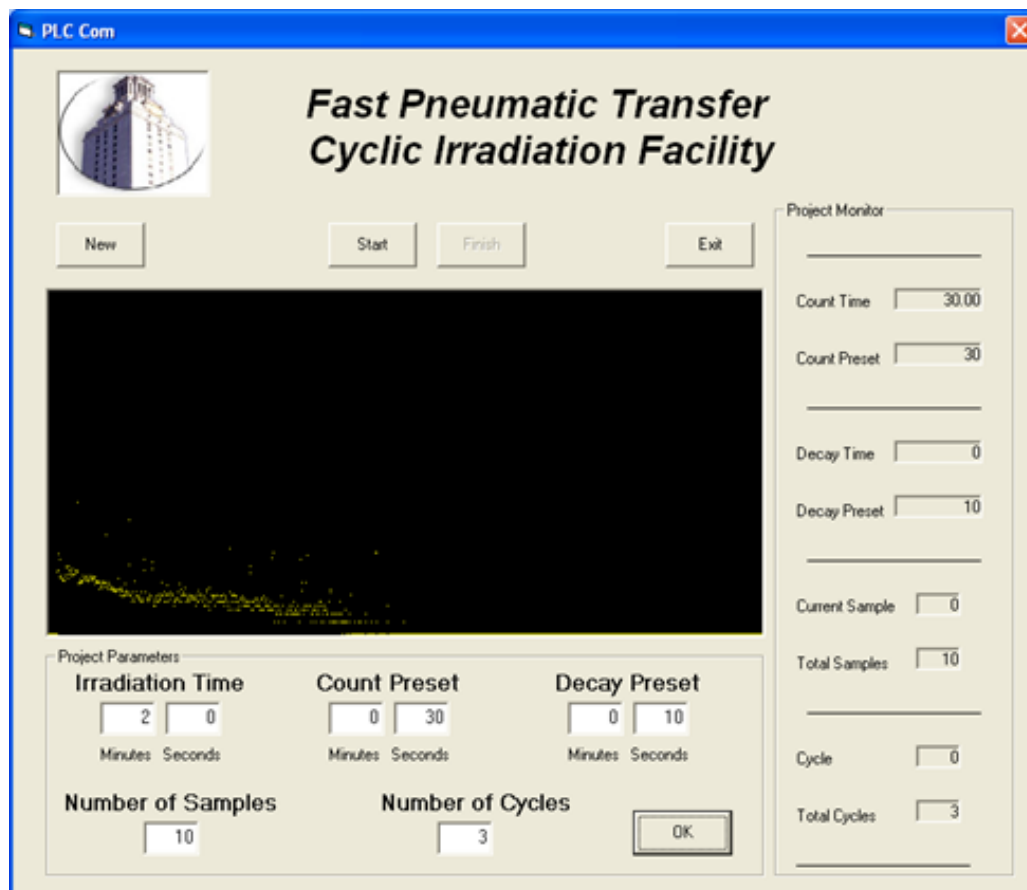 PLC Com
Fast Pneumatic Transfer
Cyclic Irradiation Facility
New
Start
Finish
Exit
Project Monitor
Count Time 30.00
Count Preset 30
Decay Time 0
Decay Preset 10
Current Sample 0
Total Samples 10
Cycle 0
Total Cycles 3
Project Parameters
Irradiation Time Count Preset Decay Preset
2 0 0 30 0 10
Minutes Seconds Minutes Seconds Minutes Seconds
Number of Samples Number of Cycles
10 3 OK